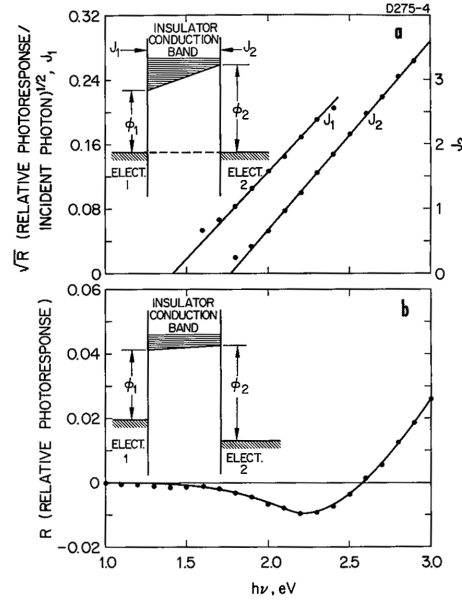 D275-4
a
√R (RELATIVE PHOTORESPONSE/
INCIDENT PHOTON)1/2, J1
0.32
0.24
0.16
0.08
0
INSULATOR
CONDUCTION
BAND
J1
J2
ϕ1
ϕ2
ELECT.
1
ELECT.
2
J1
J2
3
2
1
0
J2
b
R (RELATIVE PHOTORESPONSE)
0.06
0.04
0.02
0
-0.02
INSULATOR
CONDUCTION
BAND
ϕ1
ϕ2
ELECT.
1
ELECT.
2
1.0
1.5
2.0
2.5
3.0
hν, eV